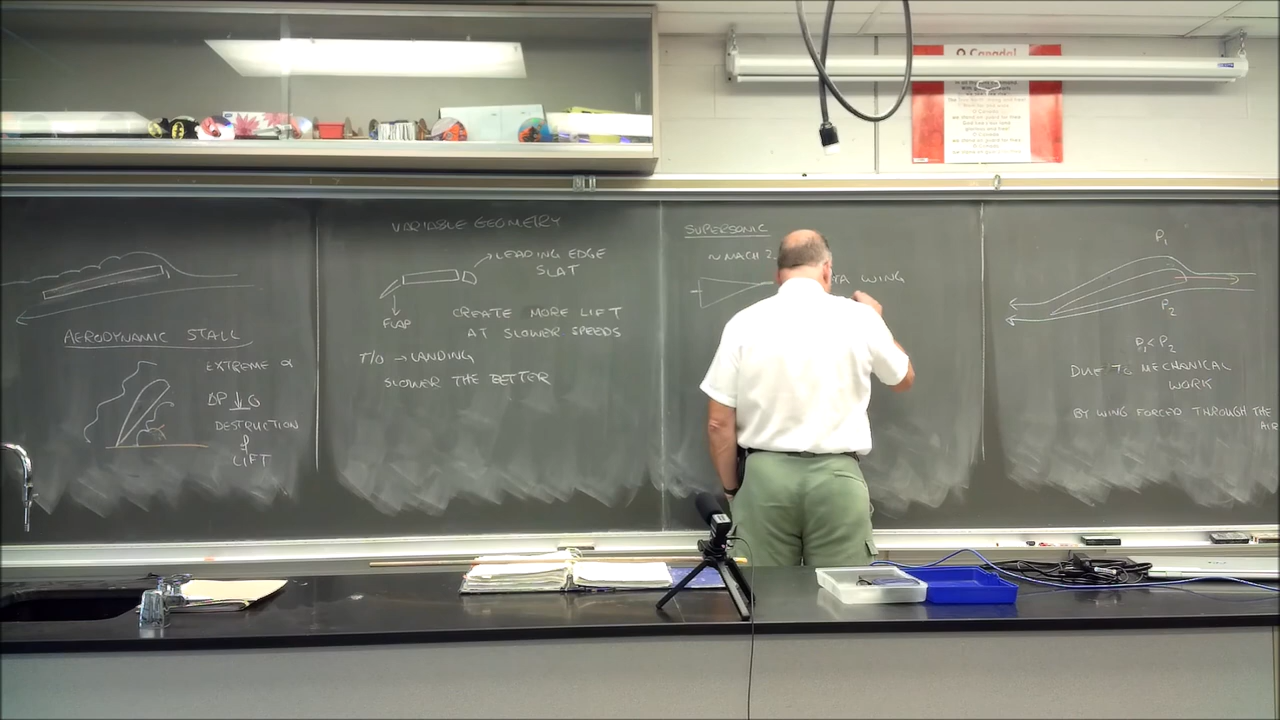 AERODYNAMIC STALL
EXTREME α
ΔP ↓ G
DESTRUCTION
of
LIFT
VARIABLE GEOMETRY
LEADING EDGE
SLAT
FLAP
CREATE MORE LIFT
AT SLOWER SPEEDS
T/O → LANDING
SLOWER THE BETTER
SUPERSONIC
~ MACH 2
TA WING
P₁
P₂
P₁ < P₂
DUE TO MECHANICAL
WORK
BY WING FORCED THROUGH THE
AIR
O Canada!